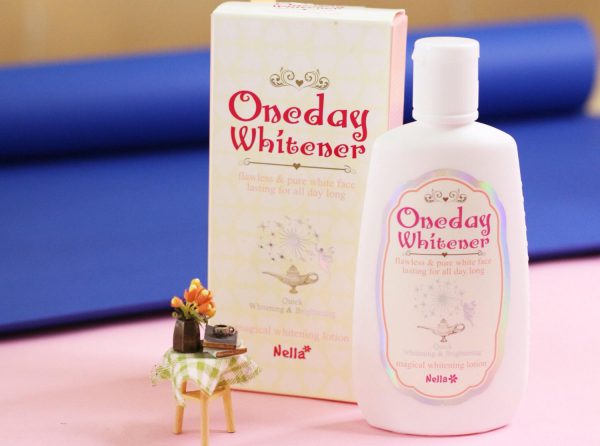 Oneday
Whitener
flawless & pure white face
lasting for all day long
Quick
Whitening & Brightening
magical whitening lotion
Nella
Oneday
Whitener
flawless & pure white face
lasting for all day long
Whitening & Brightening
magical whitening lotion
Nella